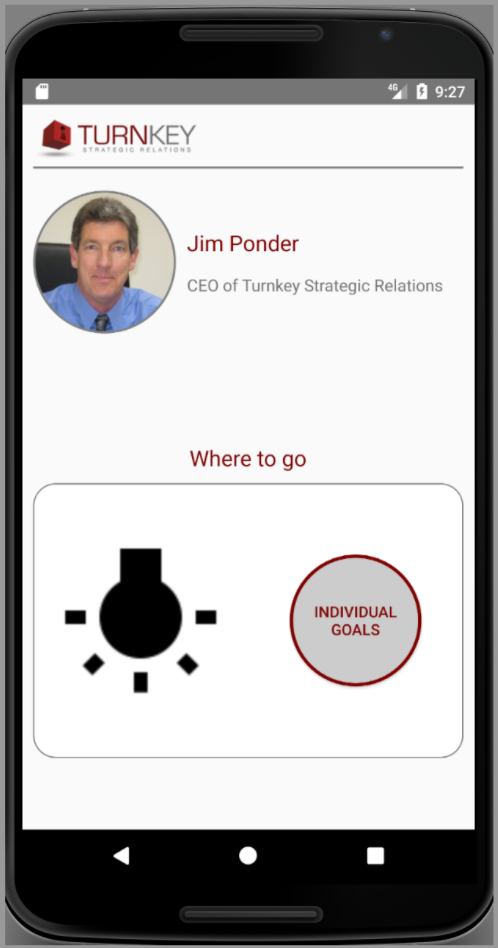 4G 9:27
TURNKEY
STRATEGIC RELATIONS
Jim Ponder
CEO of Turnkey Strategic Relations
Where to go
INDIVIDUAL
GOALS